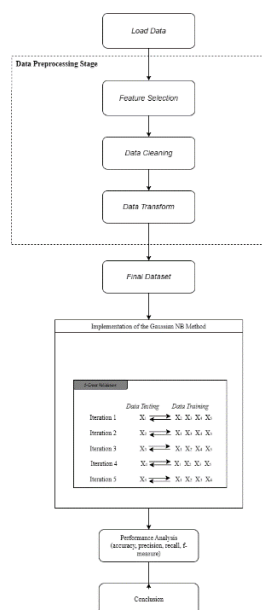 Load Data
Data Preprocessing Stage
Feature Selection
Data Cleaning
Data Transform
Final Dataset
Implementation of the Gaussian NB Method
Data Testing Data Training
Iteration 1
Iteration 2
Iteration 3
Iteration 4
Iteration 5
Performance Analysis
(accuracy, precision, recall, f-
measure)
Conclusion